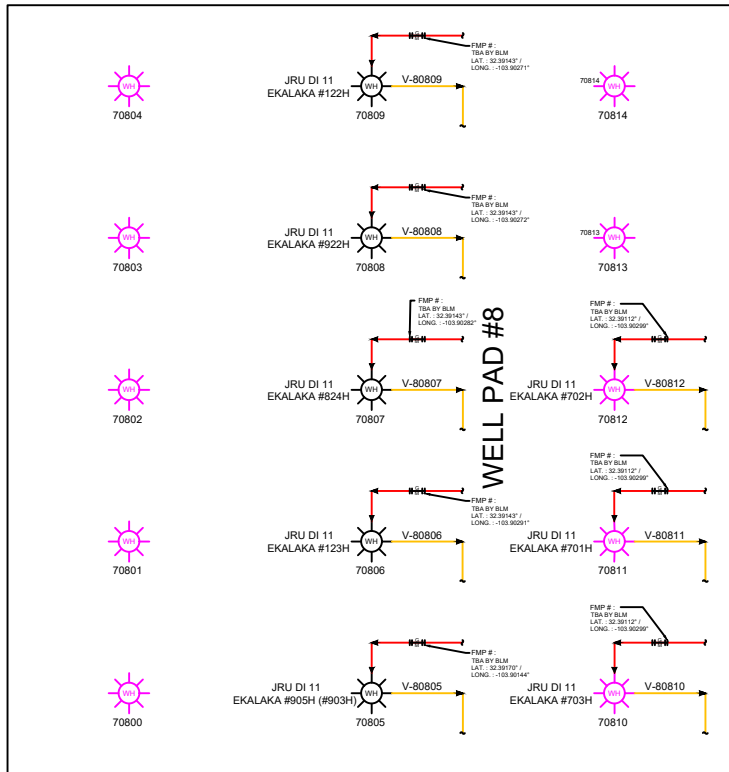 FMP # :
TBA BY BLM
LAT. : 32.39143° /
LONG. : -103.90271°
JRU DI 11
EKALAKA #122H
WH
V-80809
70809
WH
70804
70814
WH
70814
FMP # :
TBA BY BLM
LAT. : 32.39143° /
LONG. : -103.90272°
JRU DI 11
EKALAKA #922H
WH
V-80808
70808
WH
70803
70813
WH
70813
WELL PAD #8
FMP # :
TBA BY BLM
LAT. : 32.39143° /
LONG. : -103.90282°
JRU DI 11
EKALAKA #824H
WH
V-80807
70807
WH
70802
FMP # :
TBA BY BLM
LAT. : 32.39112° /
LONG. : -103.90299°
JRU DI 11
EKALAKA #702H
WH
V-80812
70812
FMP # :
TBA BY BLM
LAT. : 32.39143° /
LONG. : -103.90291°
JRU DI 11
EKALAKA #123H
WH
V-80806
70806
WH
70801
FMP # :
TBA BY BLM
LAT. : 32.39112° /
LONG. : -103.90299°
JRU DI 11
EKALAKA #701H
WH
V-80811
70811
FMP # :
TBA BY BLM
LAT. : 32.39170° /
LONG. : -103.90144°
JRU DI 11
EKALAKA #905H (#903H)
WH
V-80805
70805
WH
70800
FMP # :
TBA BY BLM
LAT. : 32.39112° /
LONG. : -103.90299°
JRU DI 11
EKALAKA #703H
WH
V-80810
70810